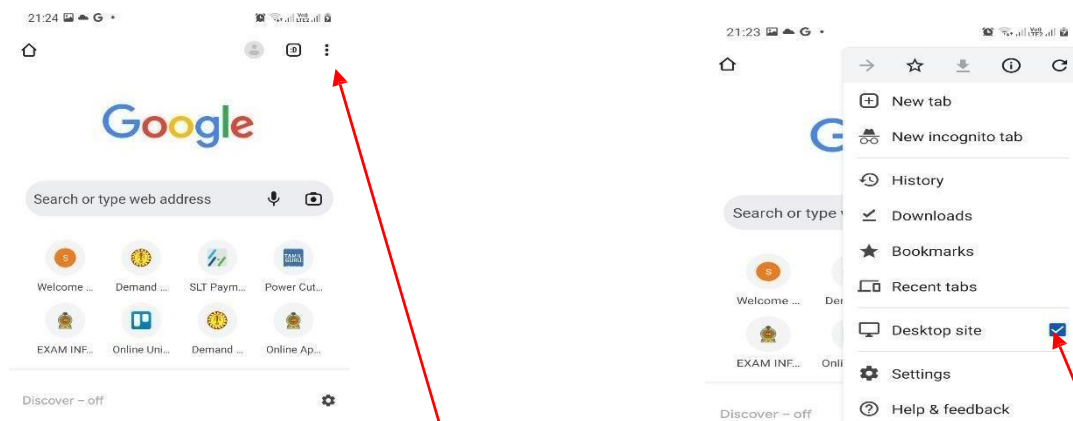 21:24 G
:D
Google
Search or type web address
S
TAMIL GURU
Welcome ... Demand ... SLT Paym... Power Cut...
EXAM INF... Online Uni... Demand ... Online Ap...
Discover – off
21:23 G
New tab
New incognito tab
G
History
Search or type
Downloads
S
Bookmarks
Welcome ...
Recent tabs
Desktop site
EXAM INF...
Settings
Discover – off
Help & feedback